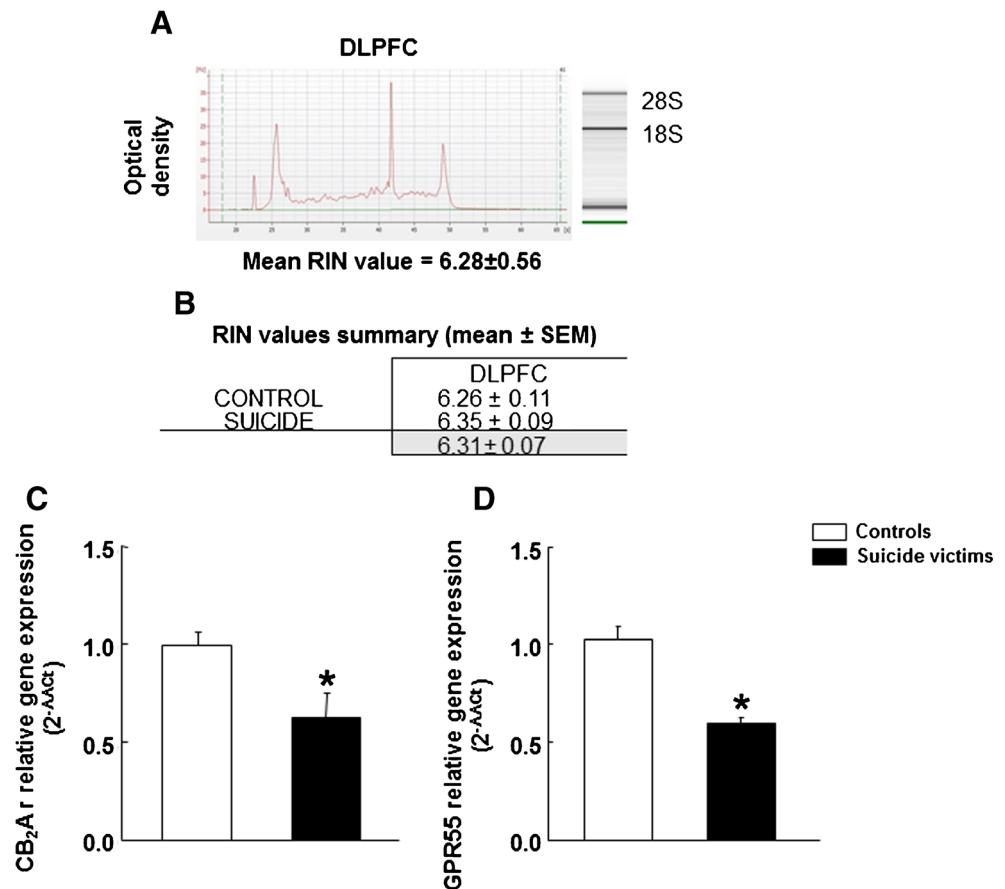 A
DLPFC
Optical
density
28S
18S
Mean RIN value = 6.28±0.56
B
RIN values summary (mean ± SEM)
DLPFC
CONTROL 6.26 ± 0.11
SUICIDE 6.35 ± 0.09
6.31±0.07
C
CB₂A r relative gene expression
(2⁻ᴬᴬᶜᵗ)
1.5
1.0
0.5
0.0
*
D
GPR55 relative gene expression
(2⁻ᴬᴬᶜᵗ)
1.5
1.0
0.5
0.0
*
Controls
Suicide victims